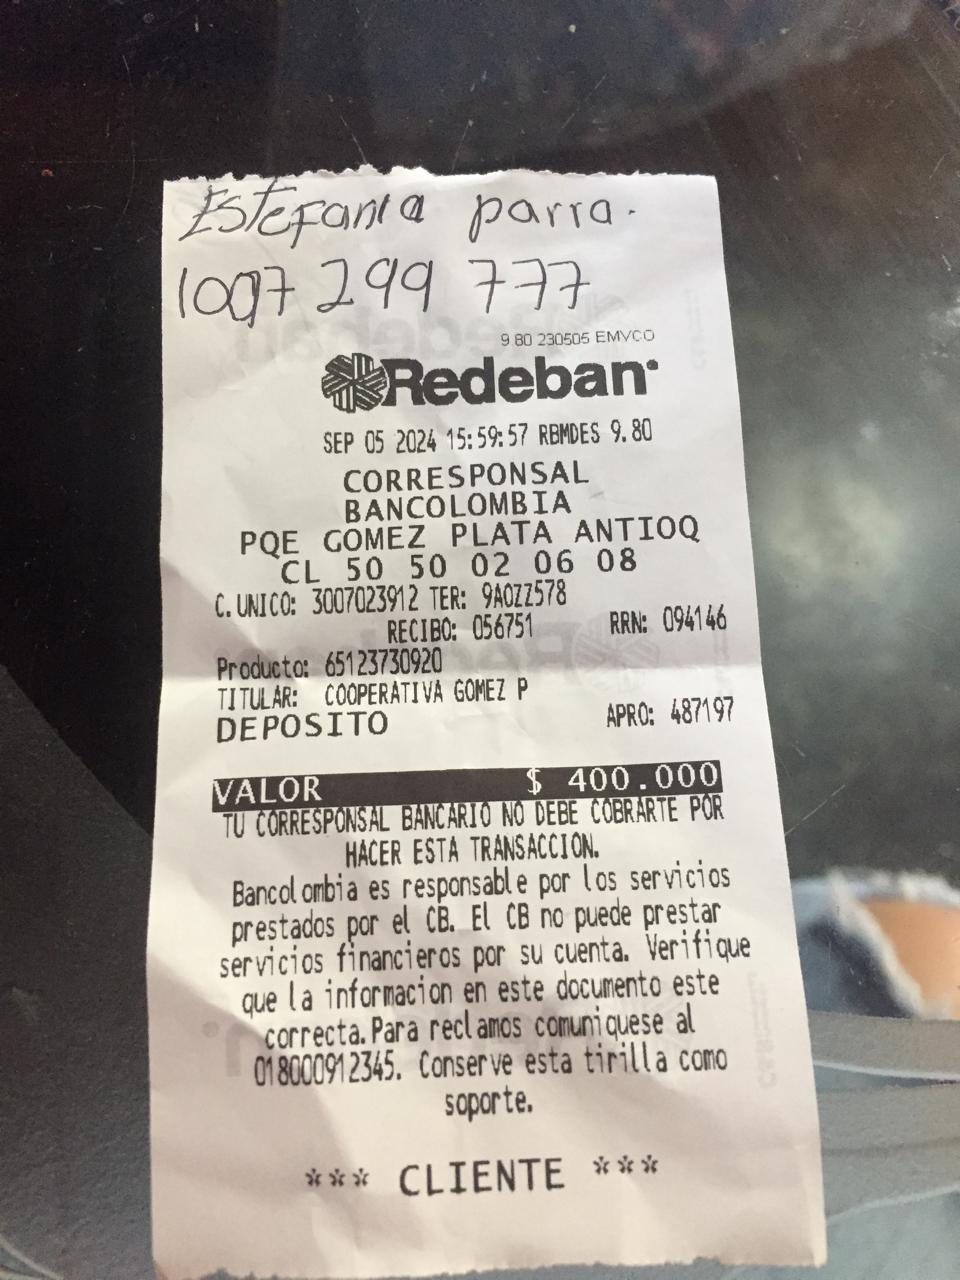 Estefania parra.
1007 299 777
9 80 230505 EMVCO
Redeban
SEP 05 2024 15:59:57 RBMDES 9.80
CORRESPONSAL
BANCOLOMBIA
PQE GOMEZ PLATA ANTIOQ
CL 50 50 02 06 08
C.UNICO: 3007023912 TER: 9AOZZ578
RECIBO: 056751 RRN: 094146
Producto: 65123730920
TITULAR: COOPERATIVA GOMEZ P
DEPOSITO APRO: 487197
VALOR $ 400.000
TU CORRESPONSAL BANCARIO NO DEBE COBRARTE POR
HACER ESTA TRANSACCION.
Bancolombia es responsable por los servicios
prestados por el CB. El CB no puede prestar
servicios financieros por su cuenta. Verifique
que la informacion en este documento este
correcta.Para reclamos comuniquese al
018000912345. Conserve esta tirilla como
soporte.
*** CLIENTE ***